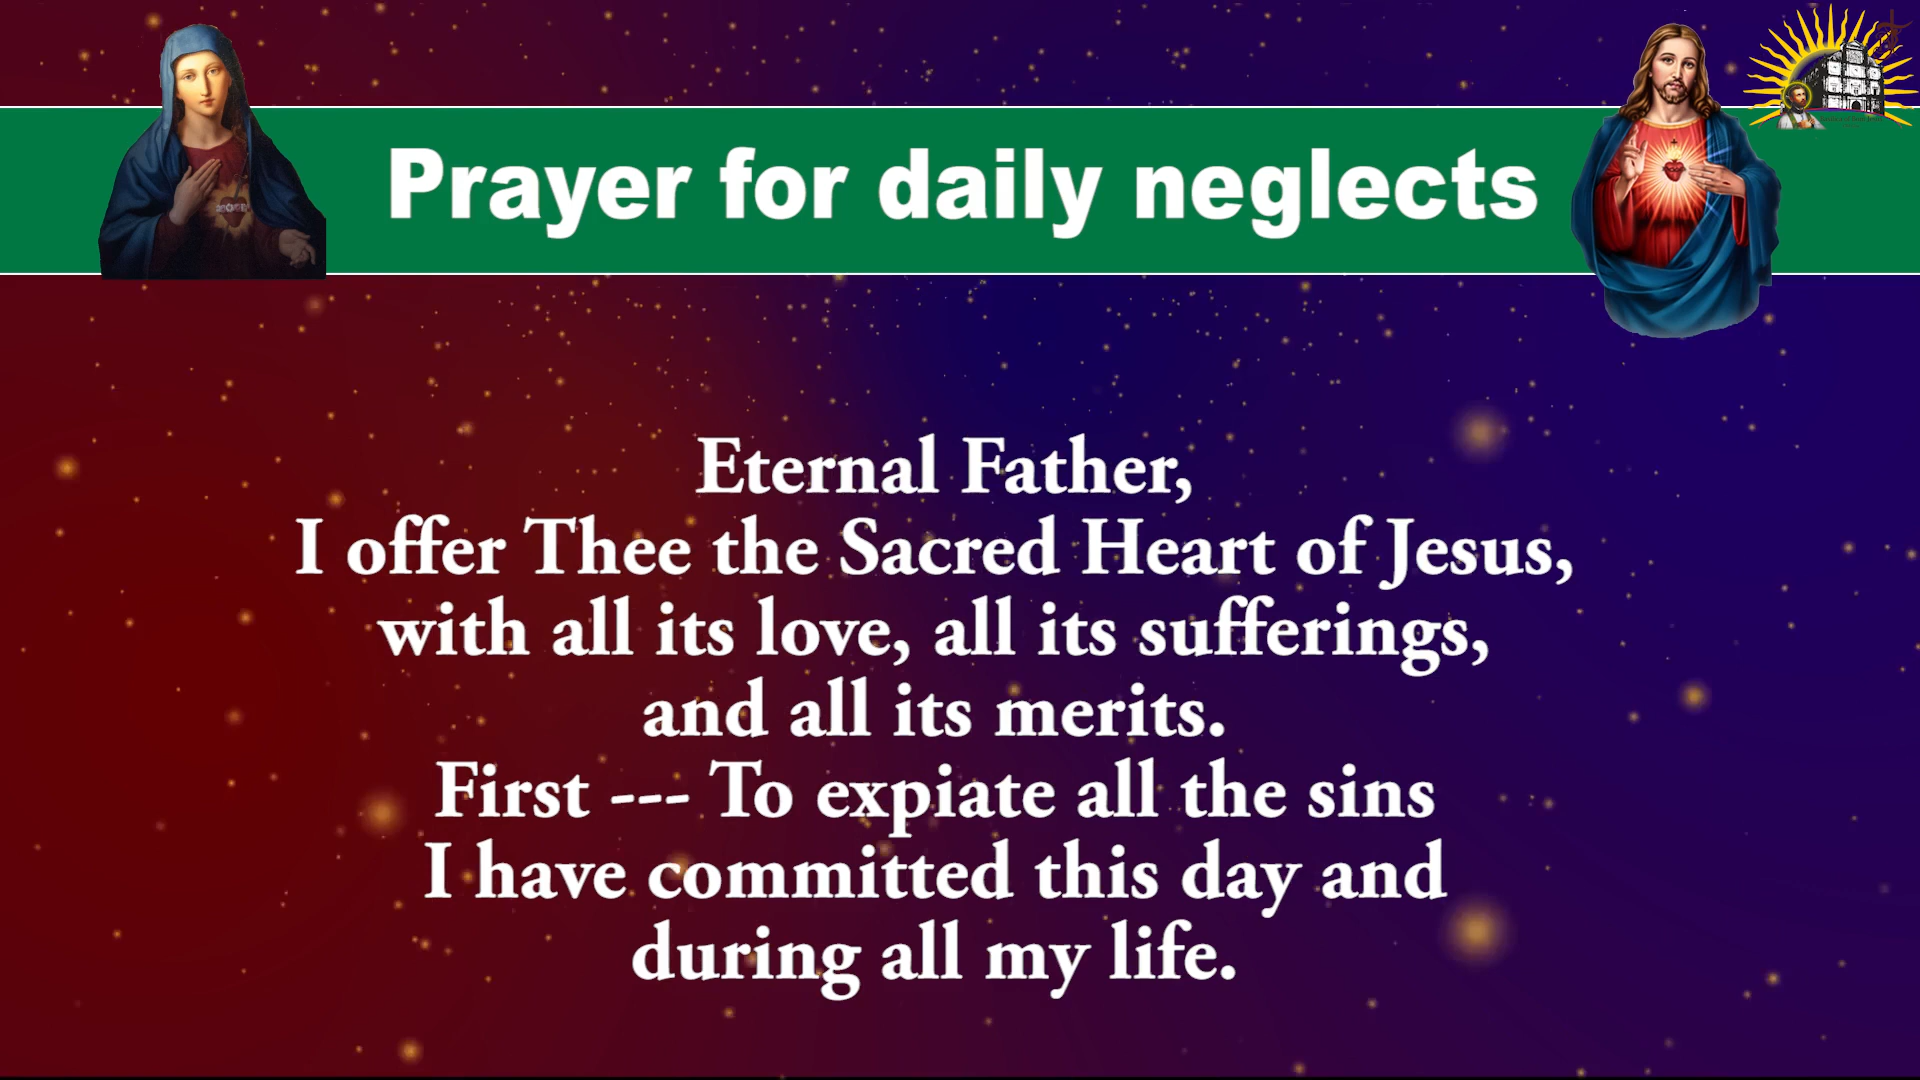 Prayer for daily neglects
Eternal Father,
I offer Thee the Sacred Heart of Jesus,
with all its love, all its sufferings,
and all its merits.
First --- To expiate all the sins
I have committed this day and
during all my life.